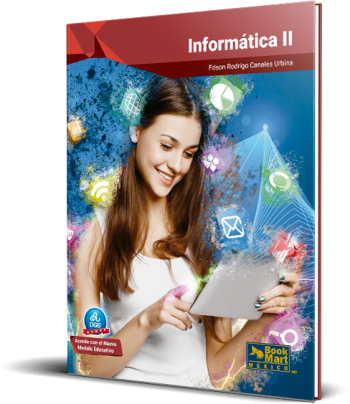 Informática II
Edson Rodrigo Canales Urbina
DGB
Acorde con el Nuevo
Modelo Educativo
Book
Mart
MÉXICO